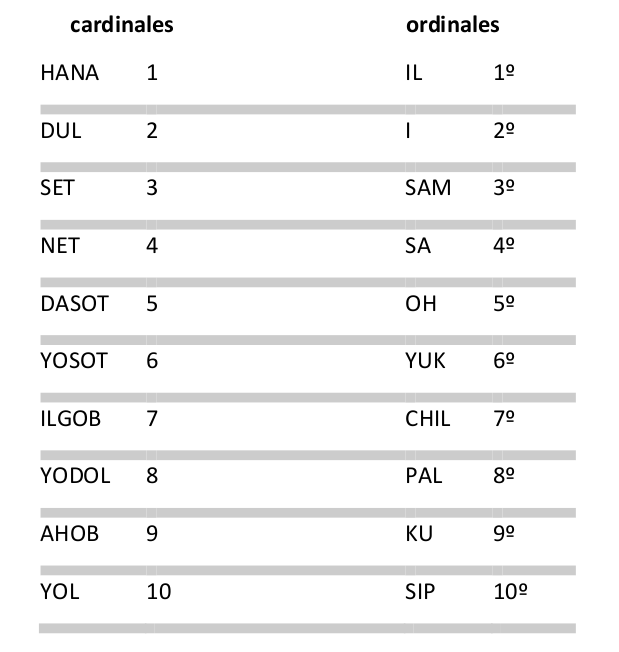 cardinales ordinales
HANA 1 IL 1º
DUL 2 I 2º
SET 3 SAM 3º
NET 4 SA 4º
DASOT 5 OH 5º
YOSOT 6 YUK 6º
ILGOB 7 CHIL 7º
YODOL 8 PAL 8º
AHOB 9 KU 9º
YOL 10 SIP 10º